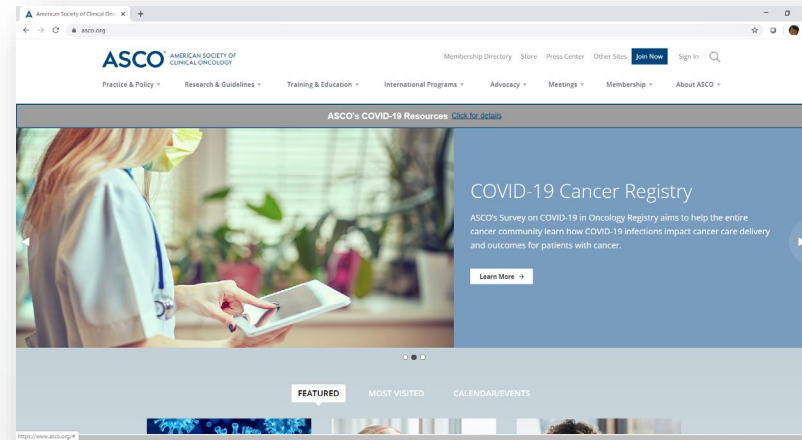 American Society of Clinical Onc
asco.org
ASCO® AMERICAN SOCIETY OF
CLINICAL ONCOLOGY
Membership Directory Store Press Center Other Sites Join Now Sign In
Practice & Policy Research & Guidelines Training & Education International Programs Advocacy Meetings Membership About ASCO
ASCO's COVID-19 Resources Click for details
COVID-19 Cancer Registry
ASCO's Survey on COVID-19 in Oncology Registry aims to help the entire
cancer community learn how COVID-19 infections impact cancer care delivery
and outcomes for patients with cancer.
Learn More →
FEATURED MOST VISITED CALENDAR/EVENTS
https://www.asco.org/#